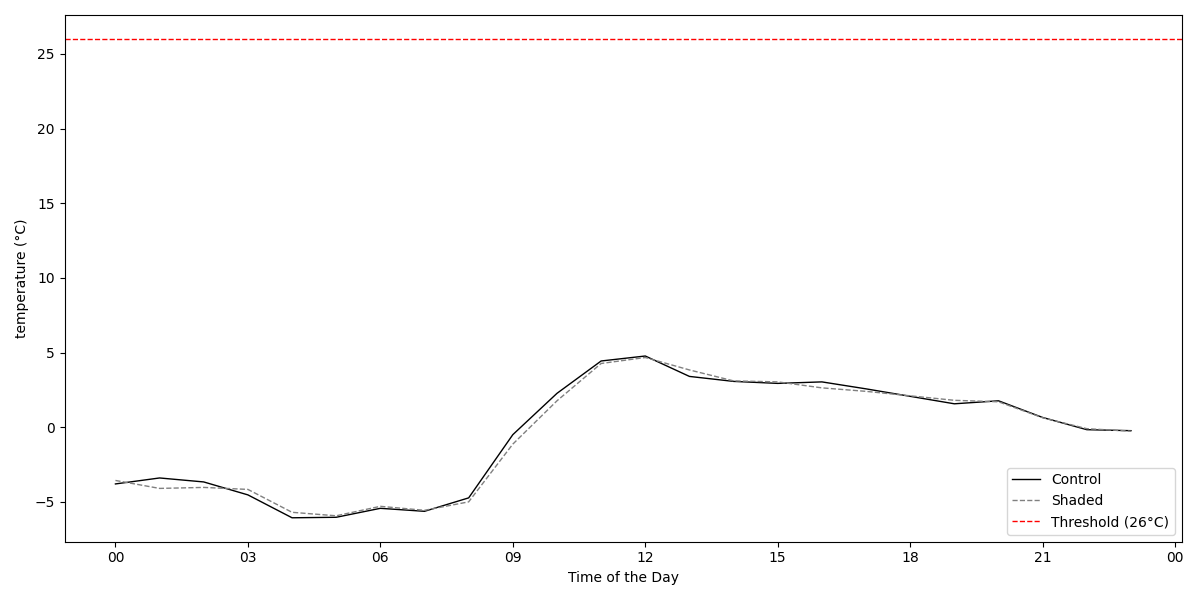 25
20
15
10
5
0
−5
temperature (°C)
00 03 06 09 12 15 18 21 00
Time of the Day
Control
Shaded
Threshold (26°C)